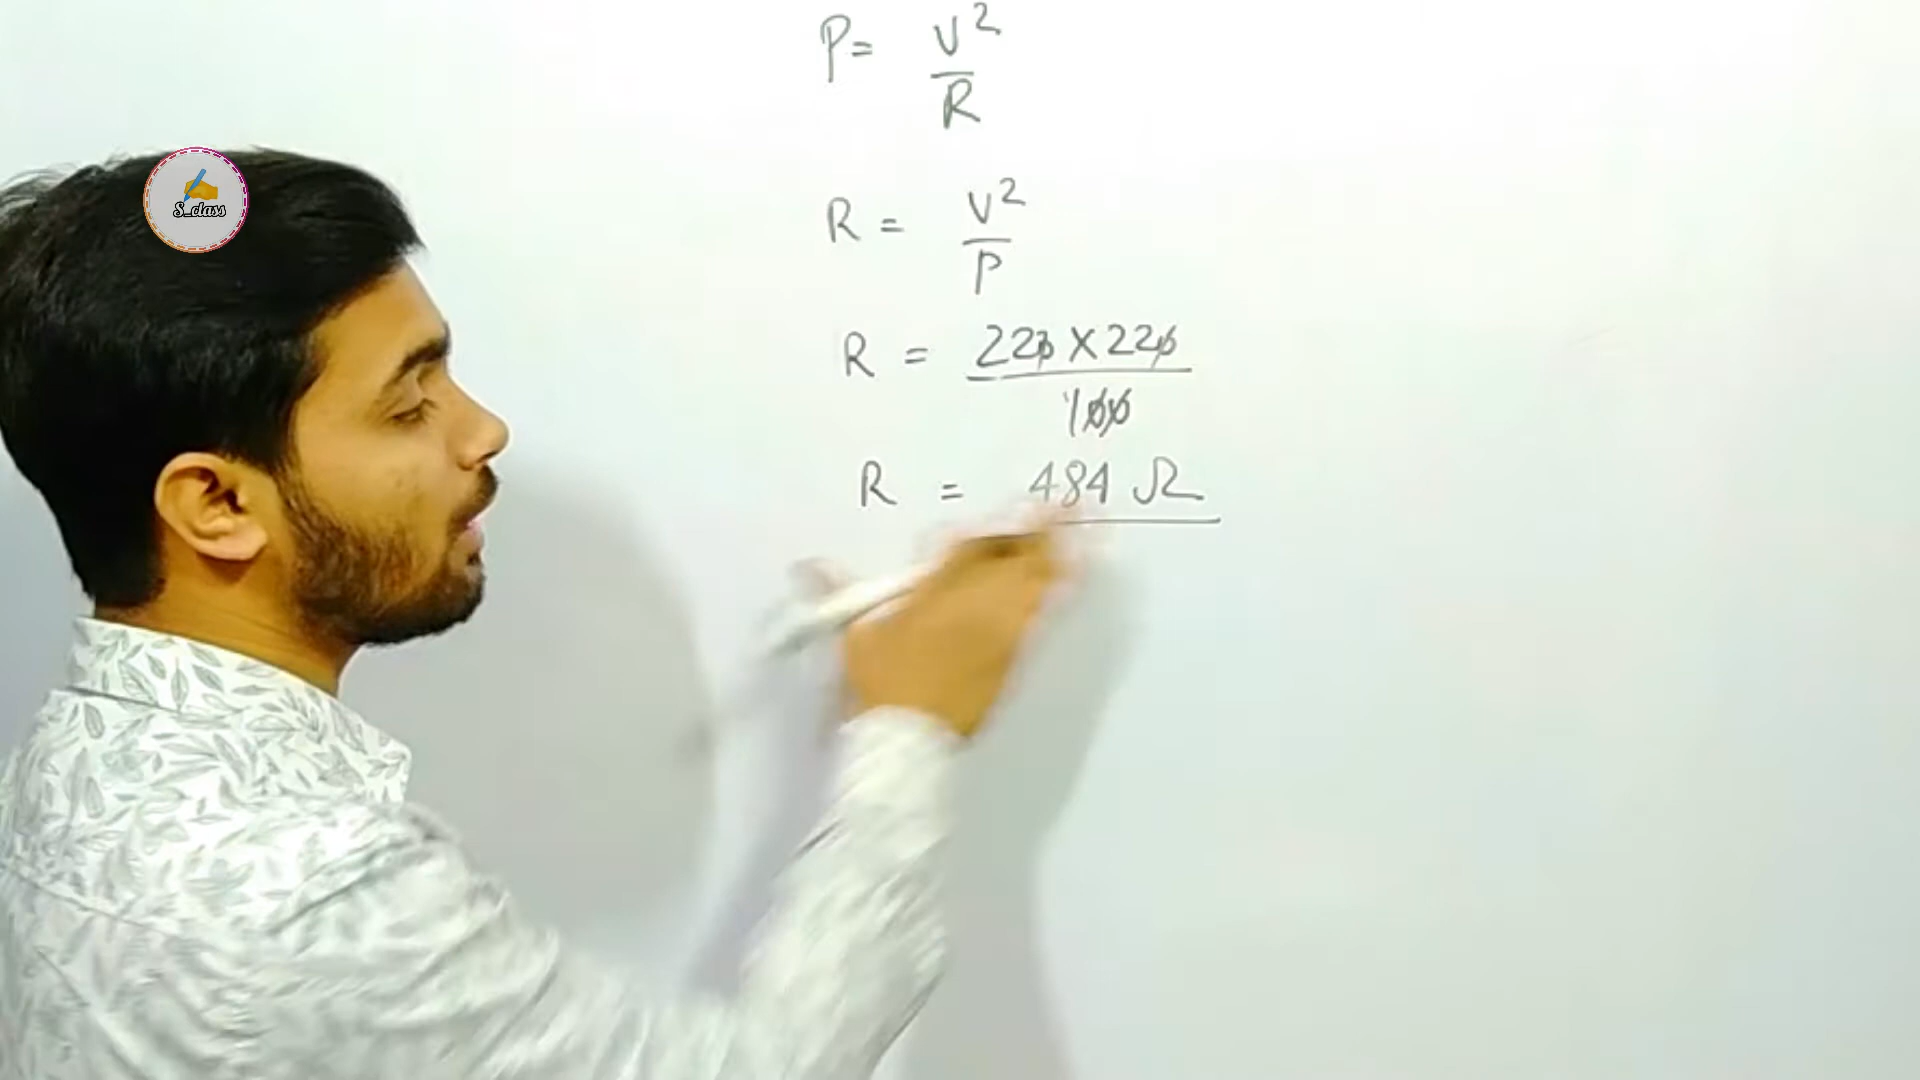 P = V²/R
S_class
R = V²/P
R = 220 X 220/100
R = 484 Ω